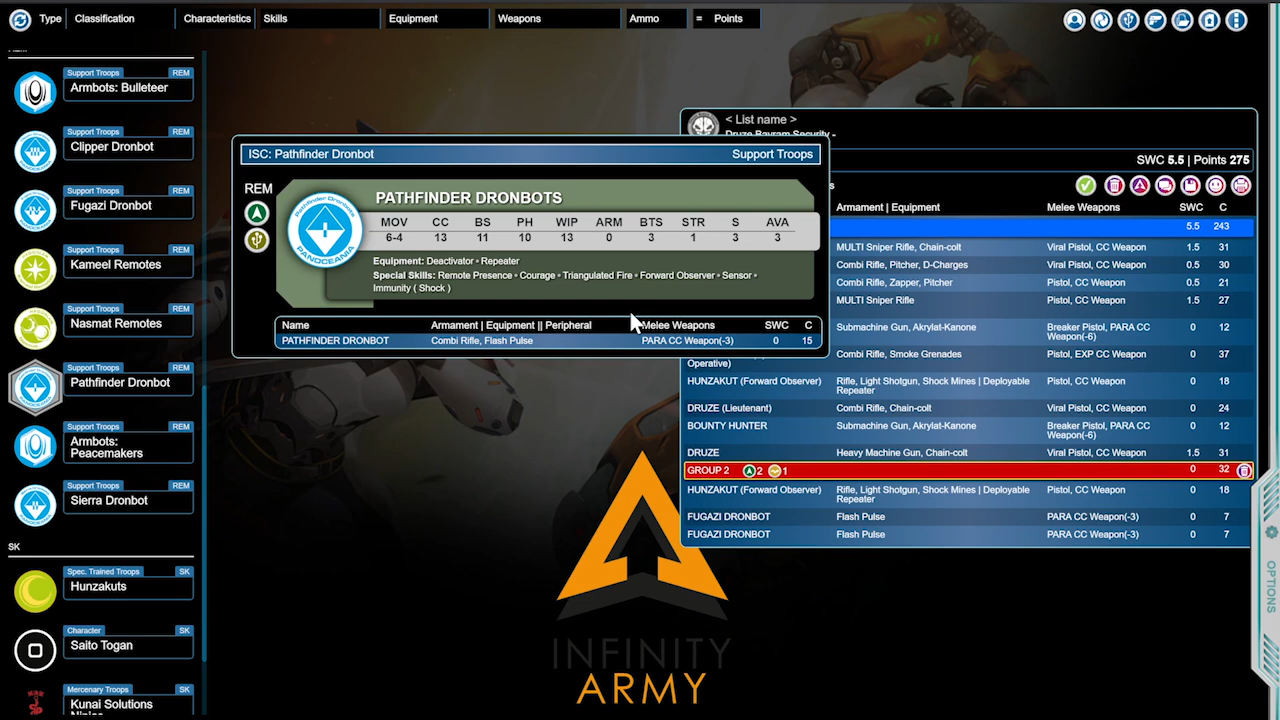 Type Classification Characteristics Skills Equipment Weapons Ammo = Points
Support Troops REM
Armbots: Bulleteer
Support Troops REM
Clipper Dronbot
Support Troops REM
Fugazi Dronbot
Support Troops REM
Kameel Remotes
Support Troops REM
Nasmat Remotes
Support Troops REM
Pathfinder Dronbot
Support Troops REM
Armbots:
Peacemakers
Support Troops REM
Sierra Dronbot
SK
Spec. Trained Troops SK
Hunzakuts
Character SK
Saito Togan
Mercenary Troops SK
Kunai Solutions
ISC: Pathfinder Dronbot Support Troops
REM
Pathfinder Dronbots
PANOCEANIA
PATHFINDER DRONBOTS
MOV CC BS PH WIP ARM BTS STR S AVA
6-4 13 11 10 13 0 3 1 3 3
Equipment: Deactivator • Repeater
Special Skills: Remote Presence • Courage • Triangulated Fire • Forward Observer • Sensor •
Immunity ( Shock )
Name Armament | Equipment || Peripheral Melee Weapons SWC C
PATHFINDER DRONBOT Combi Rifle, Flash Pulse PARA CC Weapon(-3) 0 15
< List name >
Druze Bayram Security -
SWC 5.5 | Points 275
s
Armament | Equipment Melee Weapons SWC C
5.5 243
MULTI Sniper Rifle, Chain-colt Viral Pistol, CC Weapon 1.5 31
Combi Rifle, Pitcher, D-Charges Viral Pistol, CC Weapon 0.5 30
Combi Rifle, Zapper, Pitcher Pistol, CC Weapon 0.5 21
MULTI Sniper Rifle Pistol, CC Weapon 1.5 27
Submachine Gun, Akrylat-Kanone Breaker Pistol, PARA CC 0 12
Weapon(-6)
Combi Rifle, Smoke Grenades Pistol, EXP CC Weapon 0 37
Operative)
HUNZAKUT (Forward Observer) Rifle, Light Shotgun, Shock Mines | Deployable Pistol, CC Weapon 0 18
Repeater
DRUZE (Lieutenant) Combi Rifle, Chain-colt Viral Pistol, CC Weapon 0 24
BOUNTY HUNTER Submachine Gun, Akrylat-Kanone Breaker Pistol, PARA CC 0 12
Weapon(-6)
DRUZE Heavy Machine Gun, Chain-colt Viral Pistol, CC Weapon 1.5 31
GROUP 2 2 1 0 32
HUNZAKUT (Forward Observer) Rifle, Light Shotgun, Shock Mines | Deployable Pistol, CC Weapon 0 18
Repeater
FUGAZI DRONBOT Flash Pulse PARA CC Weapon(-3) 0 7
FUGAZI DRONBOT Flash Pulse PARA CC Weapon(-3) 0 7
OPTIONS
INFINITY
ARMY